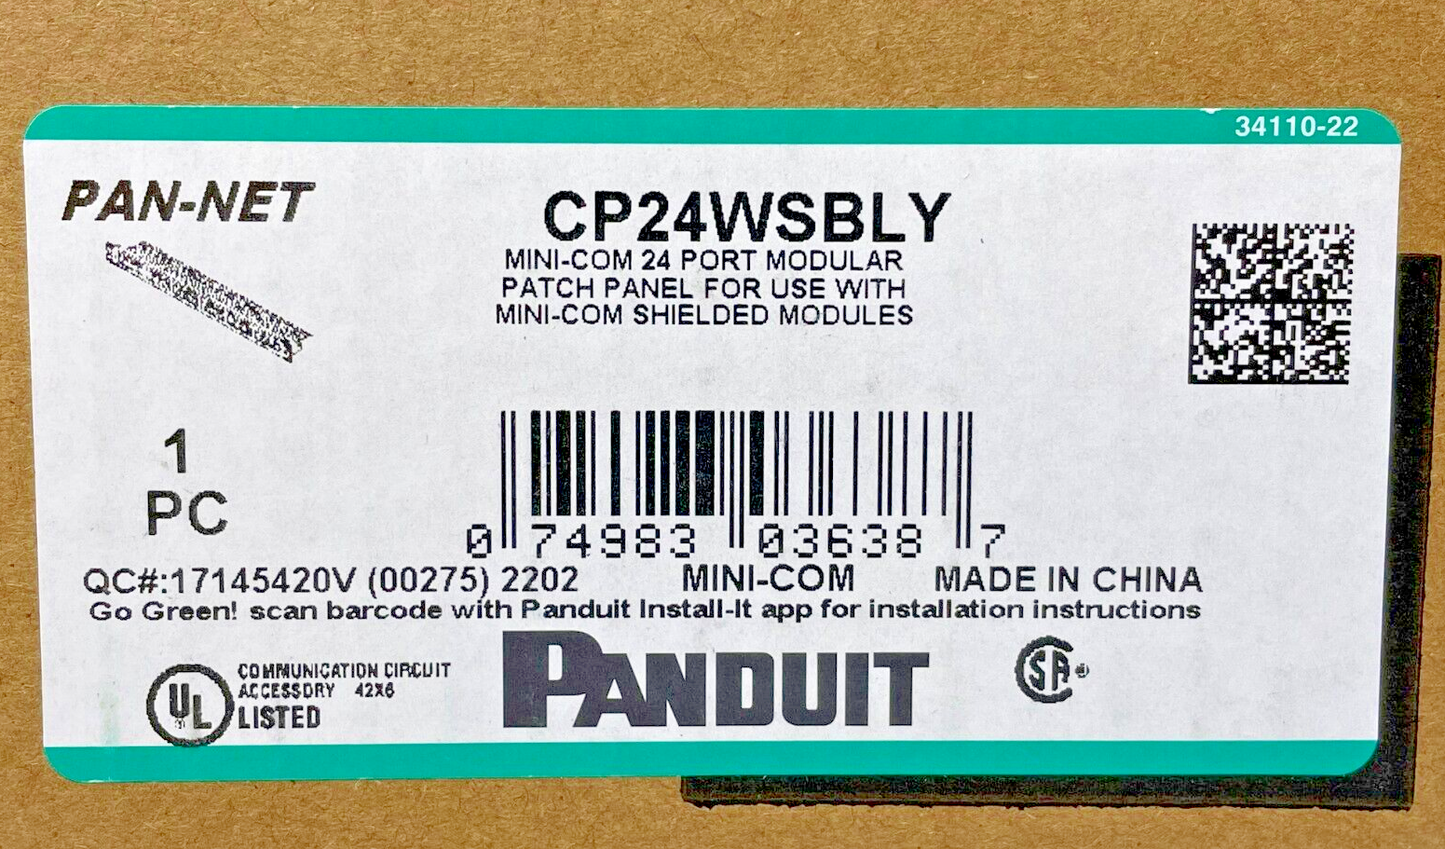 34110-22
PAN-NET
CP24WSBLY
MINI-COM 24 PORT MODULAR
PATCH PANEL FOR USE WITH
MINI-COM SHIELDED MODULES
1
PC
0 74983 03638 7
QC#:17145420V (00275) 2202 MINI-COM MADE IN CHINA
Go Green! scan barcode with Panduit Install-It app for installation instructions
UL
COMMUNICATION CIRCUIT
ACCESSORY 42X6
LISTED
PANDUIT
SA